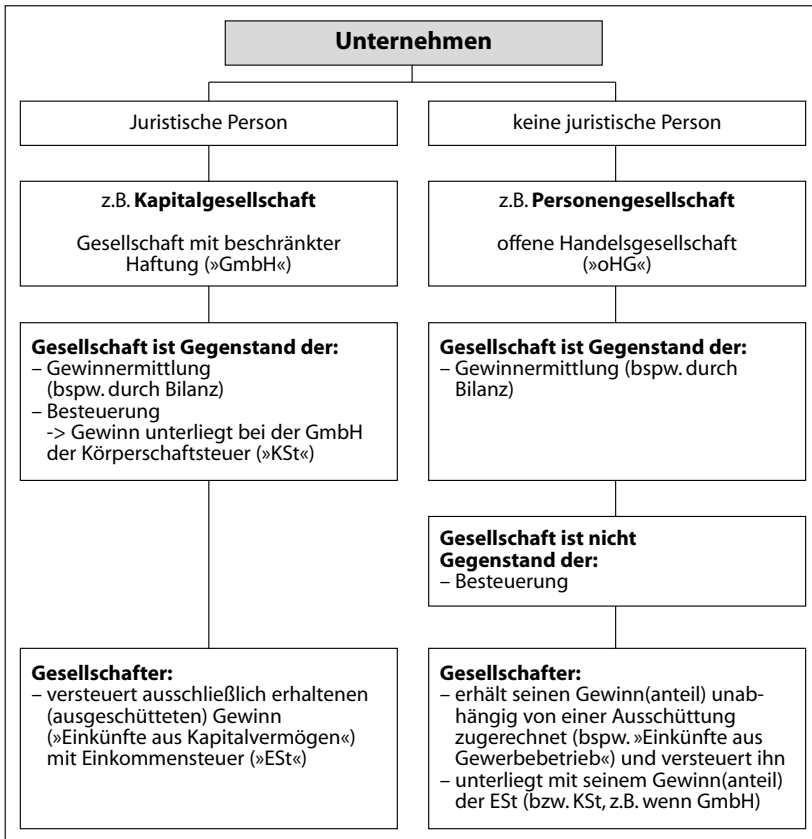 Unternehmen
Juristische Person
keine juristische Person
z.B. Kapitalgesellschaft
Gesellschaft mit beschränkter
Haftung (»GmbH«)
z.B. Personengesellschaft
offene Handelsgesellschaft
(»oHG«)
Gesellschaft ist Gegenstand der:
– Gewinnermittlung
(bspw. durch Bilanz)
– Besteuerung
-> Gewinn unterliegt bei der GmbH
der Körperschaftsteuer (»KSt«)
Gesellschaft ist Gegenstand der:
– Gewinnermittlung (bspw. durch
Bilanz)
Gesellschaft ist nicht
Gegenstand der:
– Besteuerung
Gesellschafter:
– versteuert ausschließlich erhaltenen
(ausgeschütteten) Gewinn
(»Einkünfte aus Kapitalvermögen«)
mit Einkommensteuer (»ESt«)
Gesellschafter:
– erhält seinen Gewinn(anteil) unab-
hängig von einer Ausschüttung
zugerechnet (bspw. »Einkünfte aus
Gewerbebetrieb«) und versteuert ihn
– unterliegt mit seinem Gewinn(anteil)
der ESt (bzw. KSt, z.B. wenn GmbH)